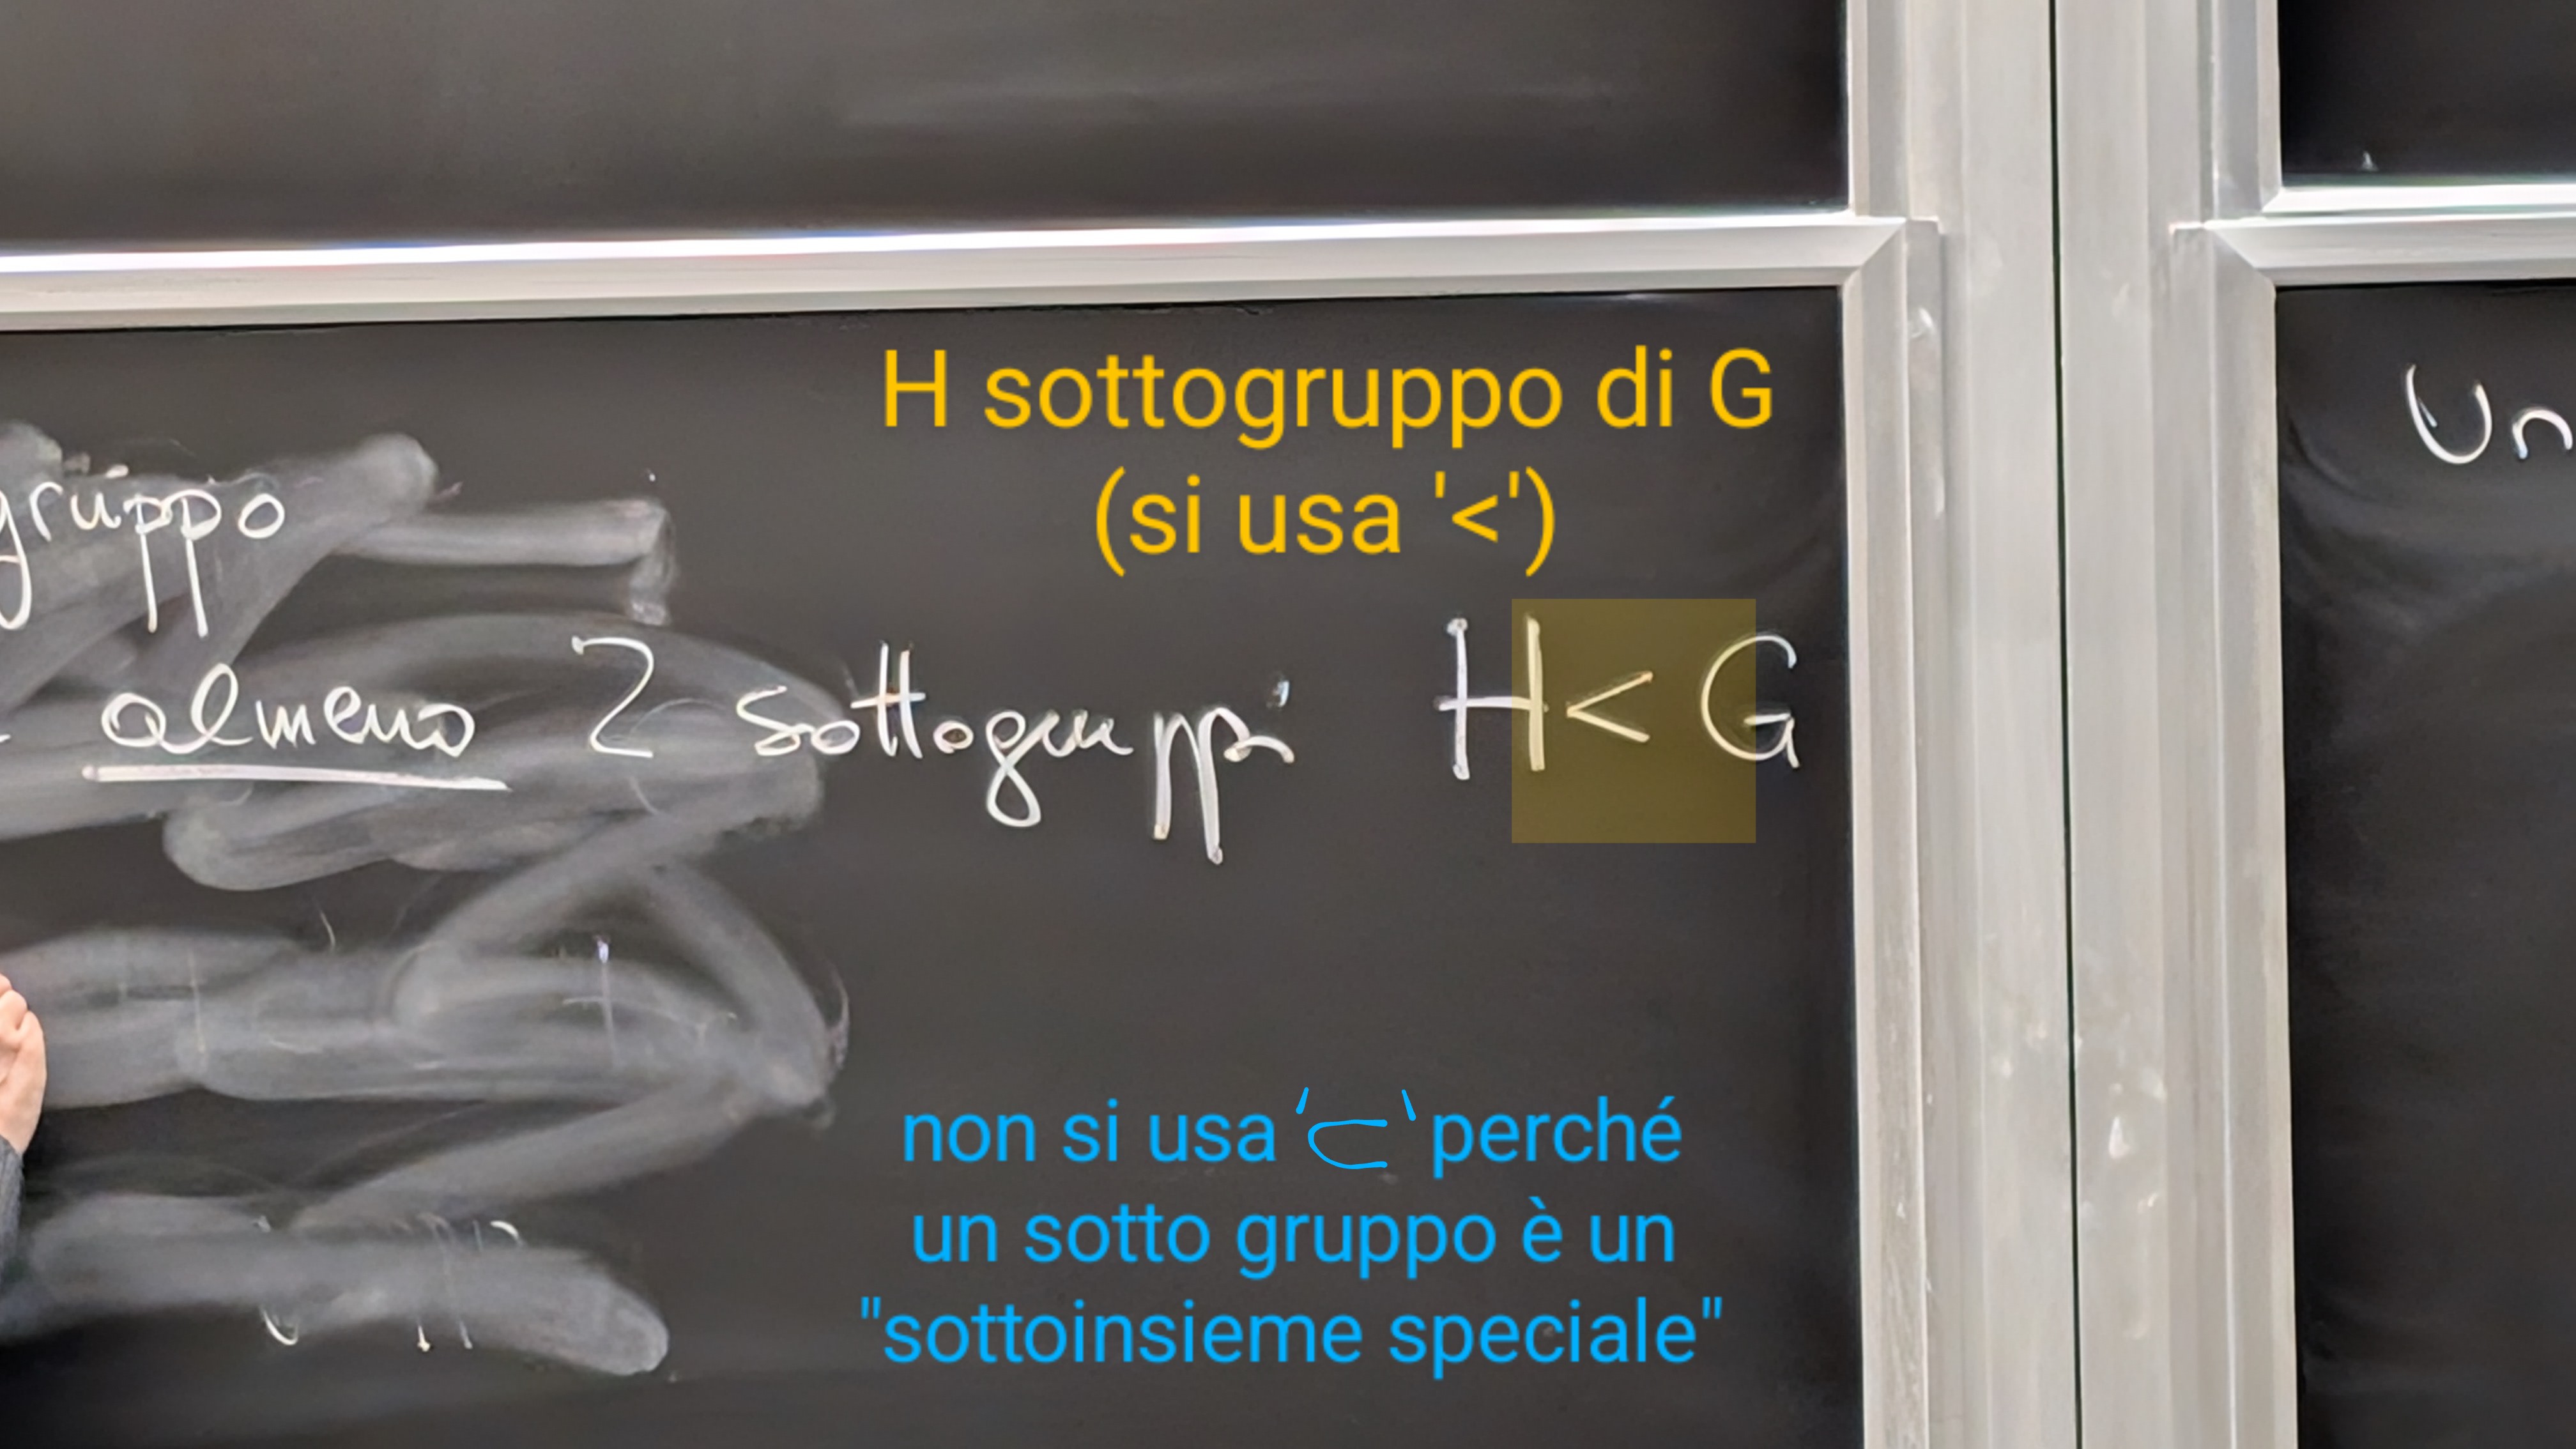 H sottogruppo di G
(si usa '<')
gruppo
almeno 2 sottogruppi H < G
Un
non si usa '⊂' perché
un sotto gruppo è un
"sottoinsieme speciale"